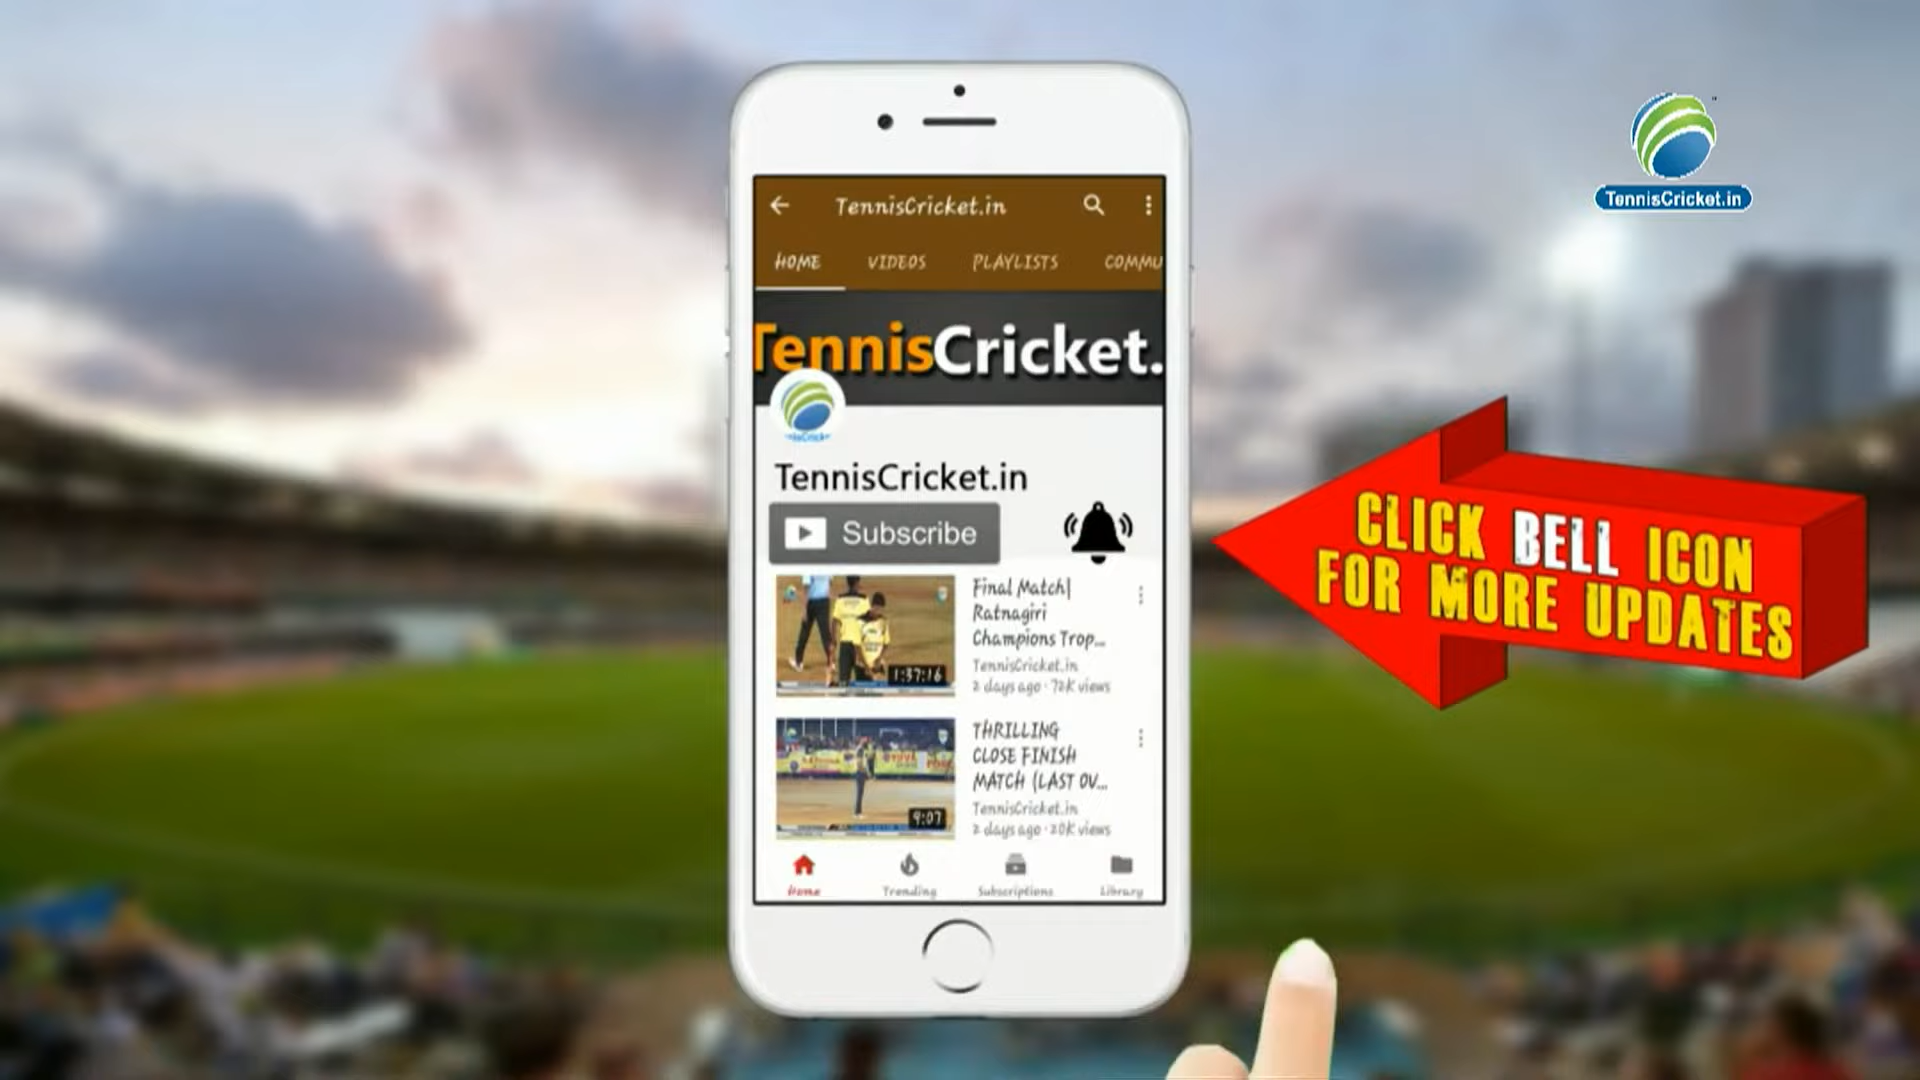 TennisCricket.in
TennisCricket.in
HOME VIDEOS PLAYLISTS COMMU
TennisCricket.
TennisCricket.in
Subscribe
CLICK BELL ICON
FOR MORE UPDATES
Final Match|
Ratnagiri
Champions Trop...
TennisCricket.in
2 days ago · 72K views
1:37:16
THRILLING
CLOSE FINISH
MATCH (LAST OV...
TennisCricket.in
2 days ago · 20K views
9:07
Home Trending Subscriptions Library